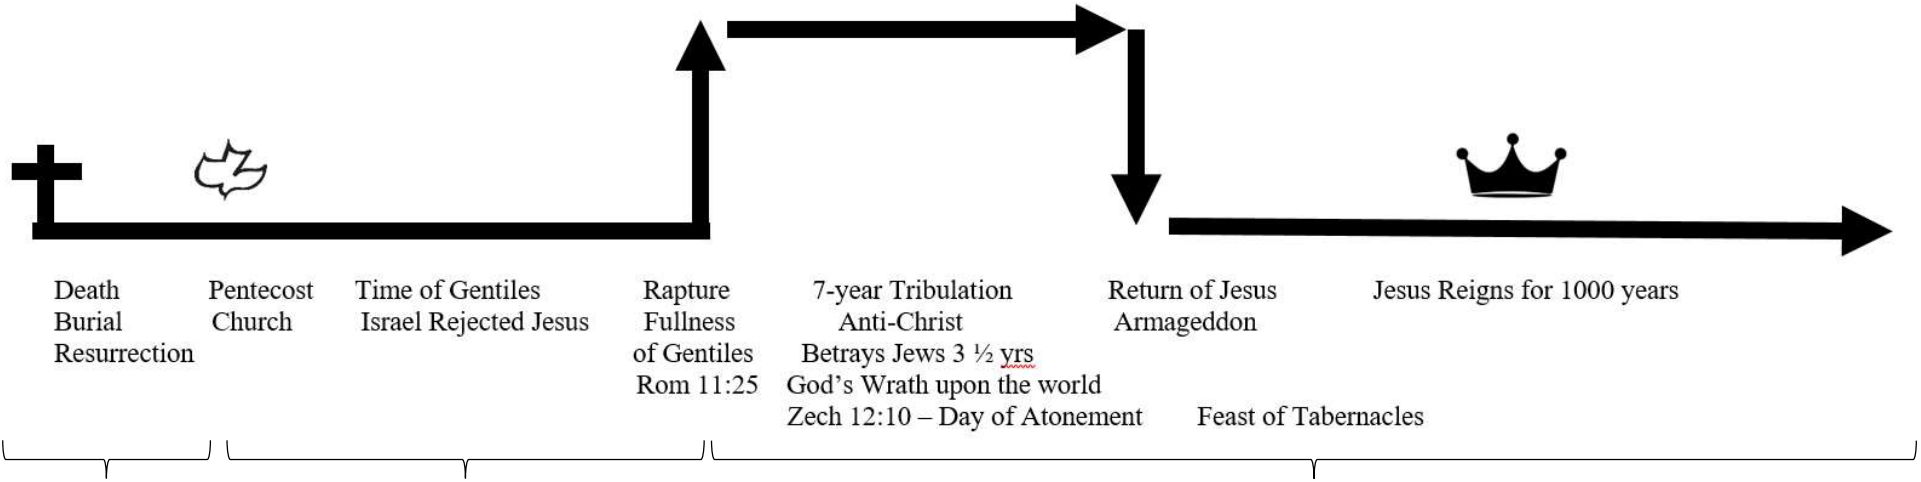 Death
Burial
Resurrection
Pentecost
Church
Time of Gentiles
Israel Rejected Jesus
Rapture
Fullness
of Gentiles
Rom 11:25
7-year Tribulation
Anti-Christ
Betrays Jews 3 ½ yrs
God’s Wrath upon the world
Zech 12:10 – Day of Atonement
Return of Jesus
Armageddon
Feast of Tabernacles
Jesus Reigns for 1000 years